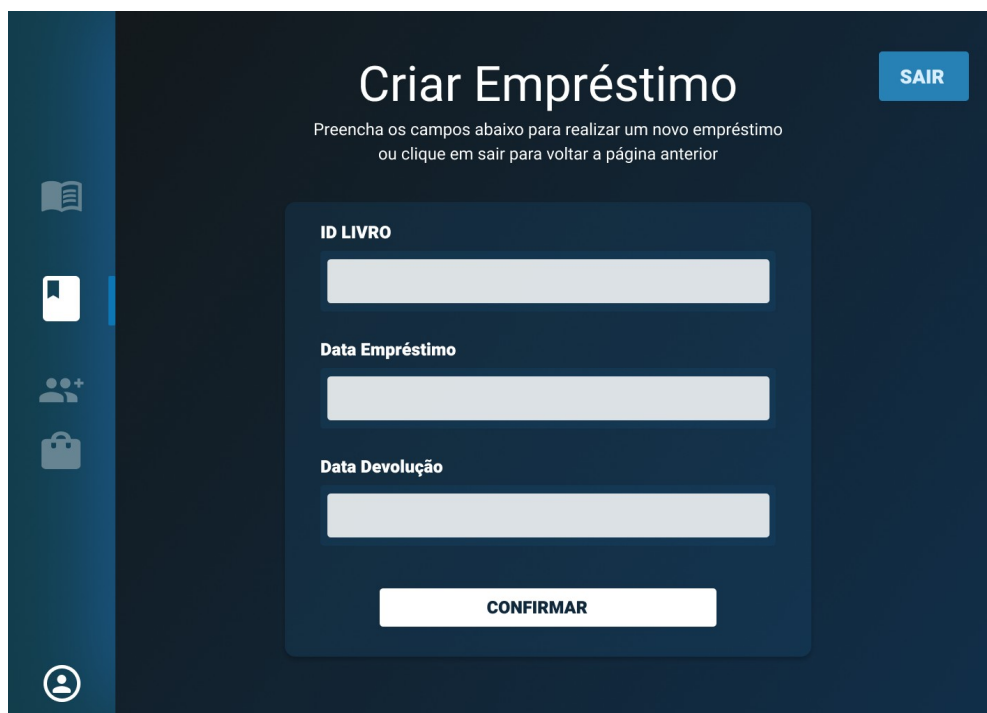 Criar Empréstimo
SAIR
Preencha os campos abaixo para realizar um novo empréstimo
ou clique em sair para voltar a página anterior
ID LIVRO
Data Empréstimo
Data Devolução
CONFIRMAR